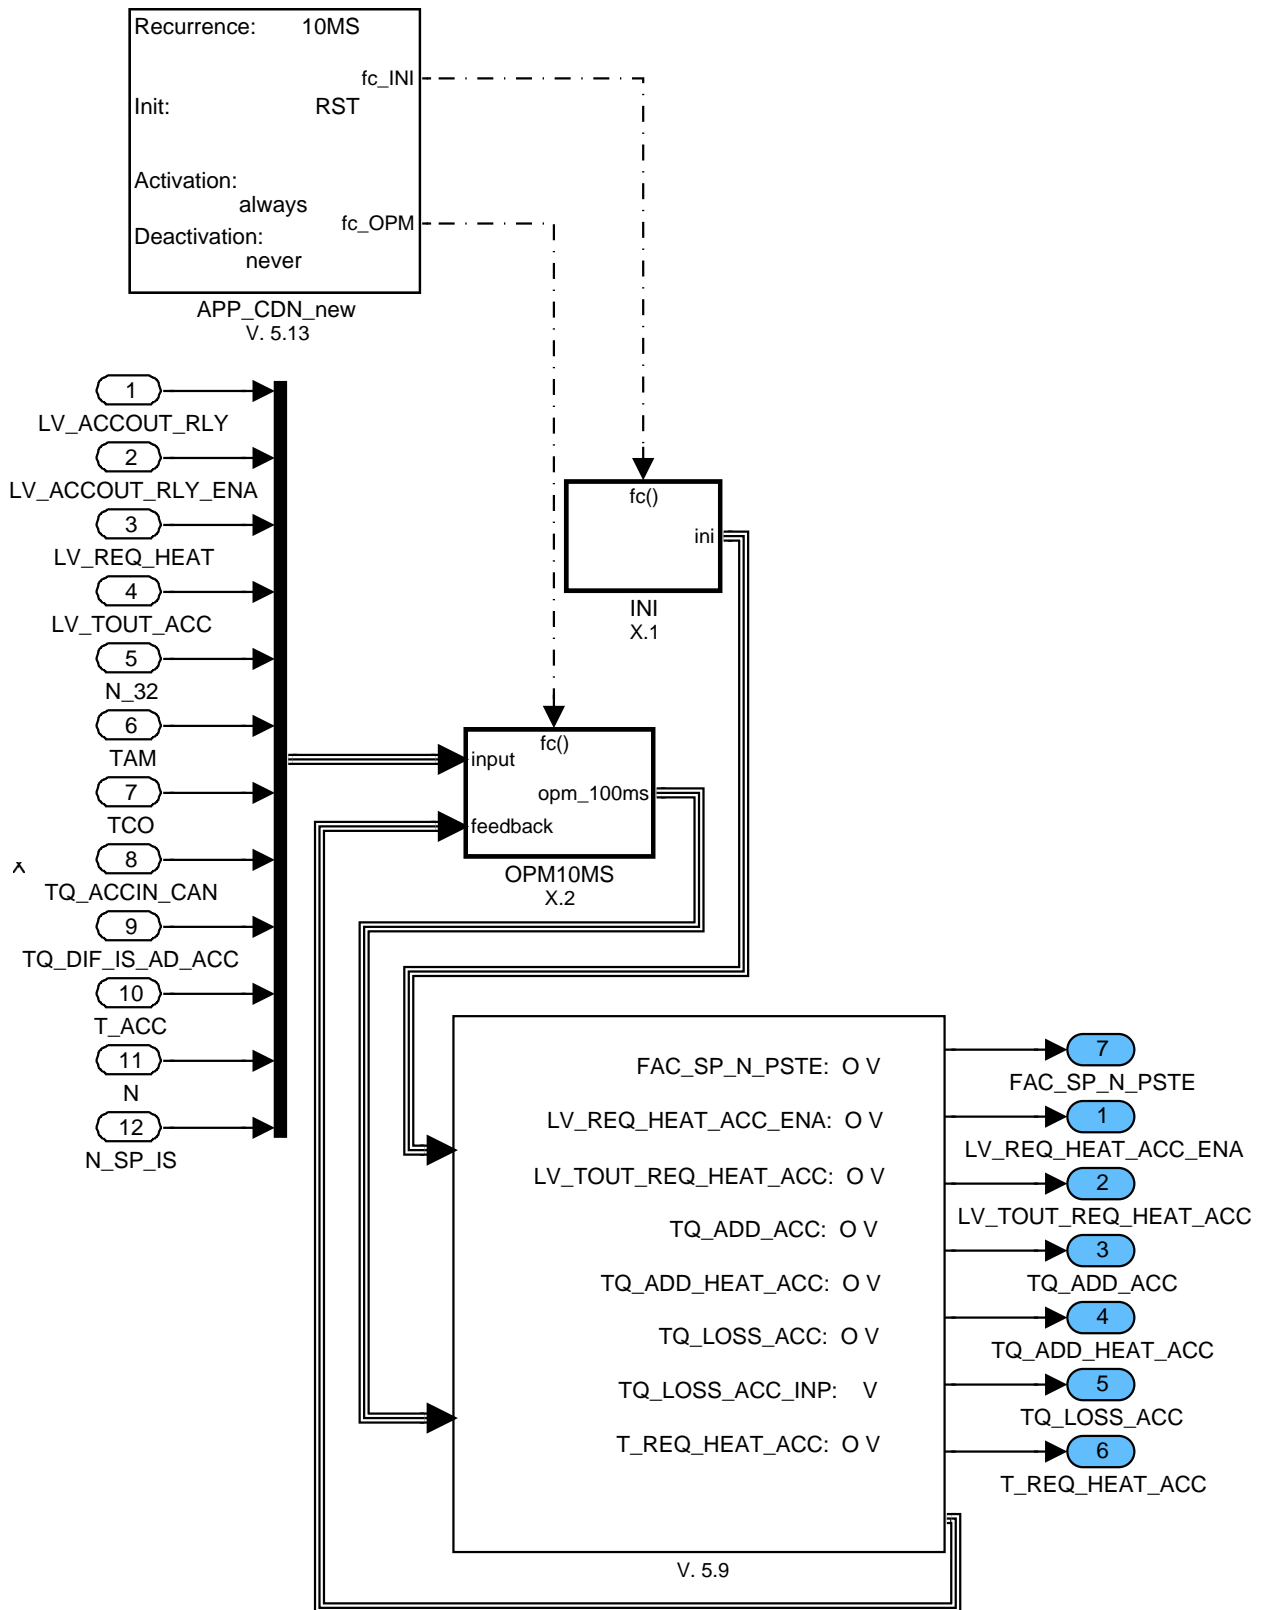 Recurrence: 10MS
fc_INI
Init: RST
Activation:
always
fc_OPM
Deactivation:
never
APP_CDN_new
V. 5.13
1
LV_ACCOUT_RLY
2
LV_ACCOUT_RLY_ENA
3
LV_REQ_HEAT
4
LV_TOUT_ACC
5
N_32
6
TAM
7
TCO
8
TQ_ACCIN_CAN
9
TQ_DIF_IS_AD_ACC
10
T_ACC
11
N
12
N_SP_IS
fc()
ini
INI
X.1
fc()
input
opm_100ms
feedback
OPM10MS
X.2
FAC_SP_N_PSTE: O V
LV_REQ_HEAT_ACC_ENA: O V
LV_TOUT_REQ_HEAT_ACC: O V
TQ_ADD_ACC: O V
TQ_ADD_HEAT_ACC: O V
TQ_LOSS_ACC: O V
TQ_LOSS_ACC_INP: V
T_REQ_HEAT_ACC: O V
V. 5.9
7
FAC_SP_N_PSTE
1
LV_REQ_HEAT_ACC_ENA
2
LV_TOUT_REQ_HEAT_ACC
3
TQ_ADD_ACC
4
TQ_ADD_HEAT_ACC
5
TQ_LOSS_ACC
6
T_REQ_HEAT_ACC